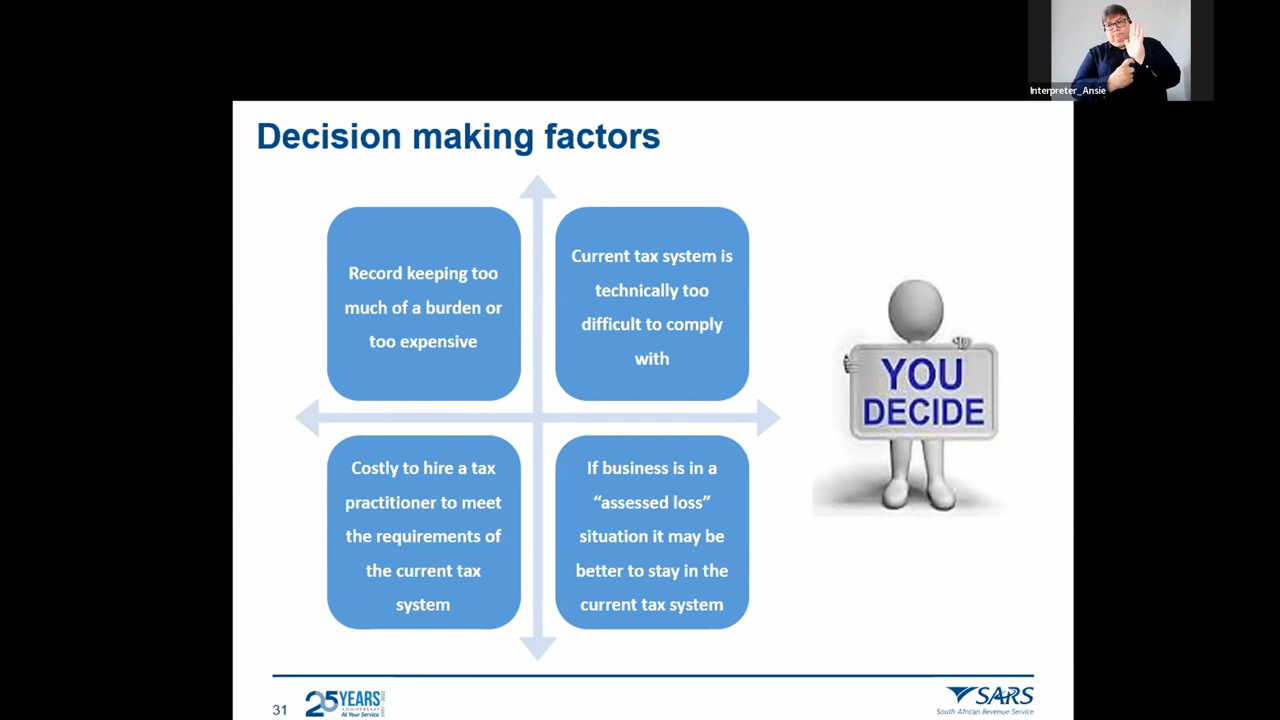 Interpreter_Ansie
Decision making factors
Record keeping too
much of a burden or
too expensive
Current tax system is
technically too
difficult to comply
with
Costly to hire a tax
practitioner to meet
the requirements of
the current tax
system
If business is in a
“assessed loss”
situation it may be
better to stay in the
current tax system
YOU
DECIDE
31
25 YEARS
ANNIVERSARY
At Your Service
SARS
South African Revenue Service